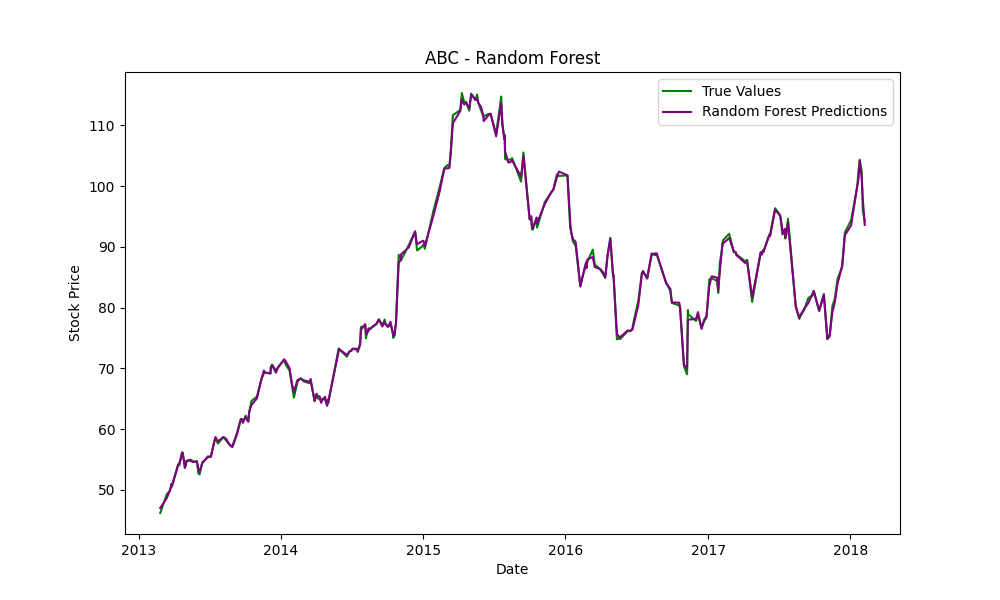 ABC - Random Forest
True Values
Random Forest Predictions
Stock Price
110
100
90
80
70
60
50
2013
2014
2015
2016
2017
2018
Date